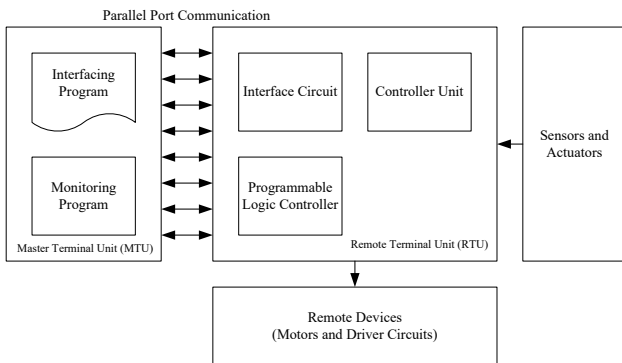 Parallel Port Communication
Interfacing
Program
Monitoring
Program
Master Terminal Unit (MTU)
Interface Circuit
Controller Unit
Programmable
Logic Controller
Remote Terminal Unit (RTU)
Sensors and
Actuators
Remote Devices
(Motors and Driver Circuits)